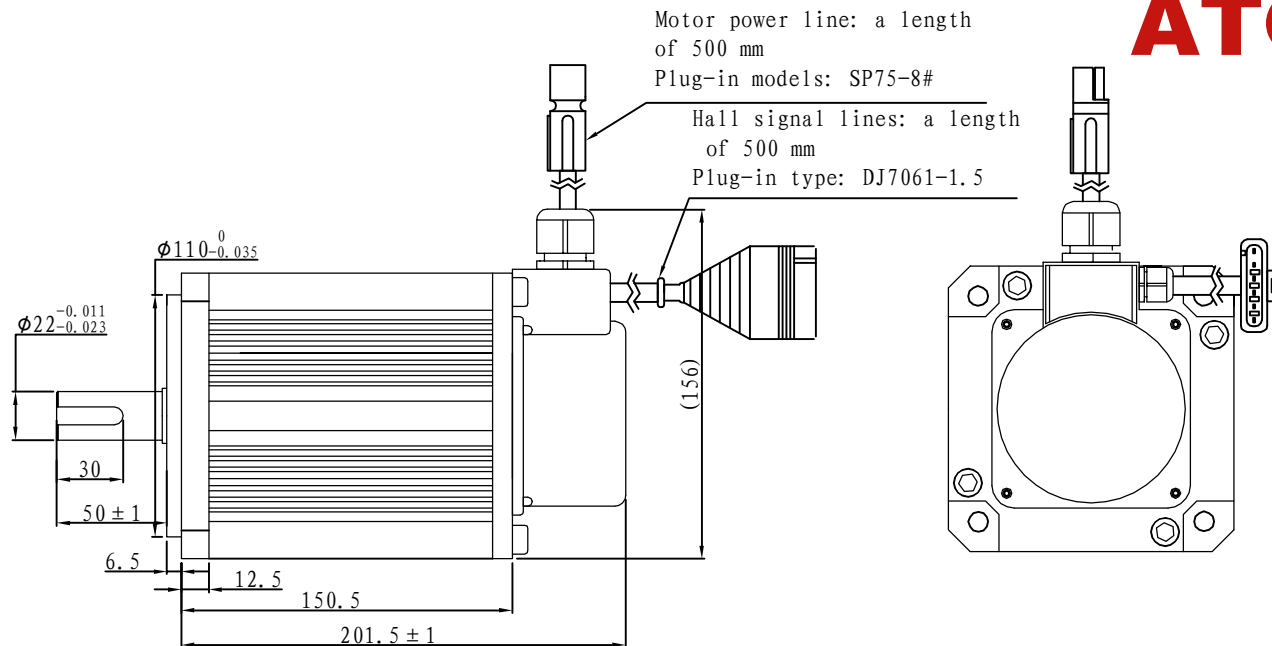 ATO
Motor power line: a length
of 500 mm
Plug-in models: SP75-8#
Hall signal lines: a length
of 500 mm
Plug-in type: DJ7061-1.5
ϕ110 0 -0.035
ϕ22 -0.011 -0.023
(156)
30
50±1
6.5
12.5
150.5
201.5±1